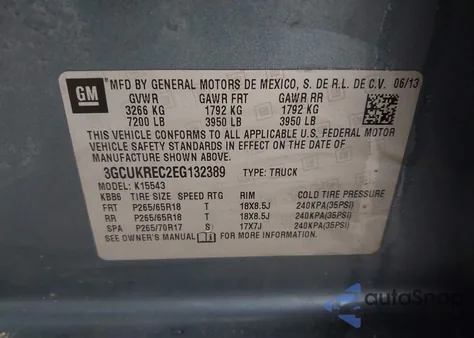 GM MFD BY GENERAL MOTORS DE MEXICO, S. DE R.L. DE C.V. 06/13
GVWR GAWR FRT GAWR RR
3266 KG 1792 KG 1792 KG
7200 LB 3950 LB 3950 LB
THIS VEHICLE CONFORMS TO ALL APPLICABLE U.S. FEDERAL MOTOR
VEHICLE SAFETY STANDARDS IN EFFECT ON THE DATE OF
MANUFACTURE SHOWN ABOVE.
3GCUKREC2EG132389 TYPE: TRUCK
MODEL: K15543
KBB6 TIRE SIZE SPEED RTG RIM COLD TIRE PRESSURE
FRT P265/65R18 T 18X8.5J 240KPA(35PSI)
RR P265/65R18 T 18X8.5J 240KPA(35PSI)
SPA P265/70R17 S 17X7J 240KPA(35PSI)
SEE OWNER'S MANUAL FOR MORE INFORMATION.
autoSnap